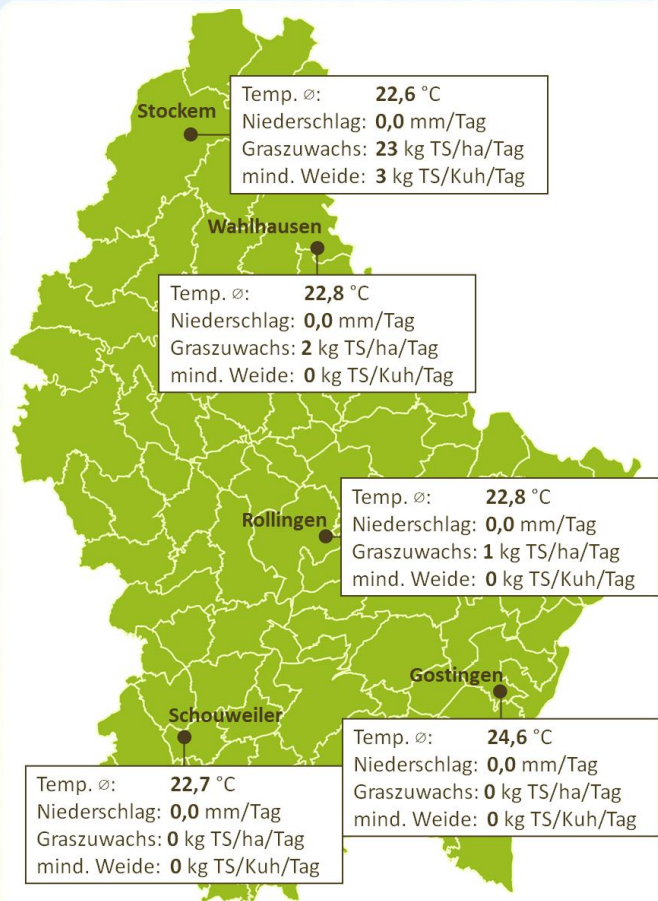 Stockem
Temp. ⌀: 22,6 °C
Niederschlag: 0,0 mm/Tag
Graszuwachs: 23 kg TS/ha/Tag
mind. Weide: 3 kg TS/Kuh/Tag
Wahlhausen
Temp. ⌀: 22,8 °C
Niederschlag: 0,0 mm/Tag
Graszuwachs: 2 kg TS/ha/Tag
mind. Weide: 0 kg TS/Kuh/Tag
Rollingen
Temp. ⌀: 22,8 °C
Niederschlag: 0,0 mm/Tag
Graszuwachs: 1 kg TS/ha/Tag
mind. Weide: 0 kg TS/Kuh/Tag
Gostingen
Temp. ⌀: 24,6 °C
Niederschlag: 0,0 mm/Tag
Graszuwachs: 0 kg TS/ha/Tag
mind. Weide: 0 kg TS/Kuh/Tag
Schouweiler
Temp. ⌀: 22,7 °C
Niederschlag: 0,0 mm/Tag
Graszuwachs: 0 kg TS/ha/Tag
mind. Weide: 0 kg TS/Kuh/Tag